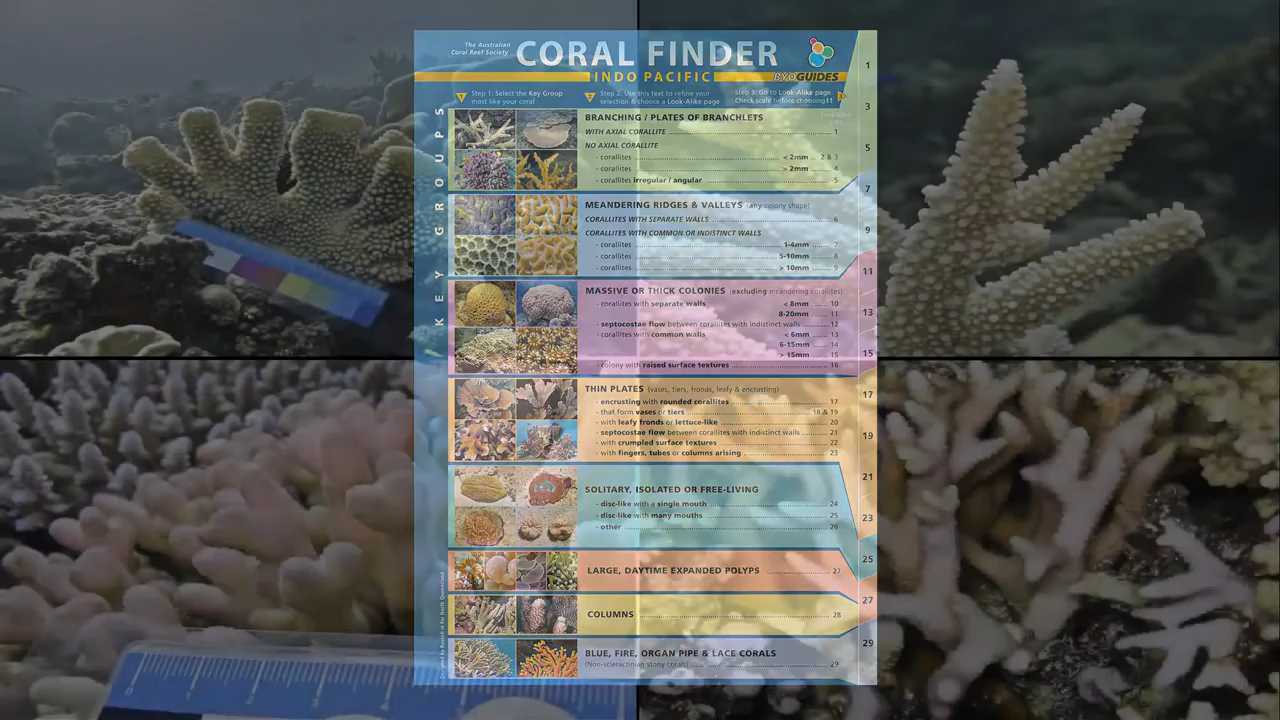 The Australian
Coral Reef Society
CORAL FINDER
INDO PACIFIC
BYOGUIDES
1 Step 1: Select the Key Group
most like your coral
2 Step 2: Use this text to refine your
selection & choose a Look-Alike page
Step 3: Go to Look-Alike page.
Check scale before choosing!!
KEY GROUPS
BRANCHING / PLATES OF BRANCHLETS
WITH AXIAL CORALLITE 1
NO AXIAL CORALLITE
- corallites < 2mm 2 & 3
- corallites > 2mm 4
- corallites irregular / angular 5
MEANDERING RIDGES & VALLEYS (any colony shape)
CORALLITES WITH SEPARATE WALLS 6
CORALLITES WITH COMMON OR INDISTINCT WALLS
- corallites 1-4mm 7
- corallites 5-10mm 8
- corallites > 10mm 9
MASSIVE OR THICK COLONIES (excluding meandering corallites)
- corallites with separate walls < 8mm 10
8-20mm 11
- septocostae flow between corallites with indistinct walls 12
- corallites with common walls < 6mm 13
6-15mm 14
> 15mm 15
- colony with raised surface textures 16
THIN PLATES (vases, tiers, fronds, leafy & encrusting)
- encrusting with rounded corallites 17
- that form vases or tiers 18 & 19
- with leafy fronds or lettuce-like 20
- septocostae flow between corallites with indistinct walls 21
- with crumpled surface textures 22
- with fingers, tubes or columns arising 23
SOLITARY, ISOLATED OR FREE-LIVING
- disc-like with a single mouth 24
- disc-like with many mouths 25
- other 26
LARGE, DAYTIME EXPANDED POLYPS 27
COLUMNS 28
BLUE, FIRE, ORGAN PIPE & LACE CORALS
(Non-scleractinian stony corals) 29
1
3
5
7
9
11
13
15
17
19
21
23
25
27
29